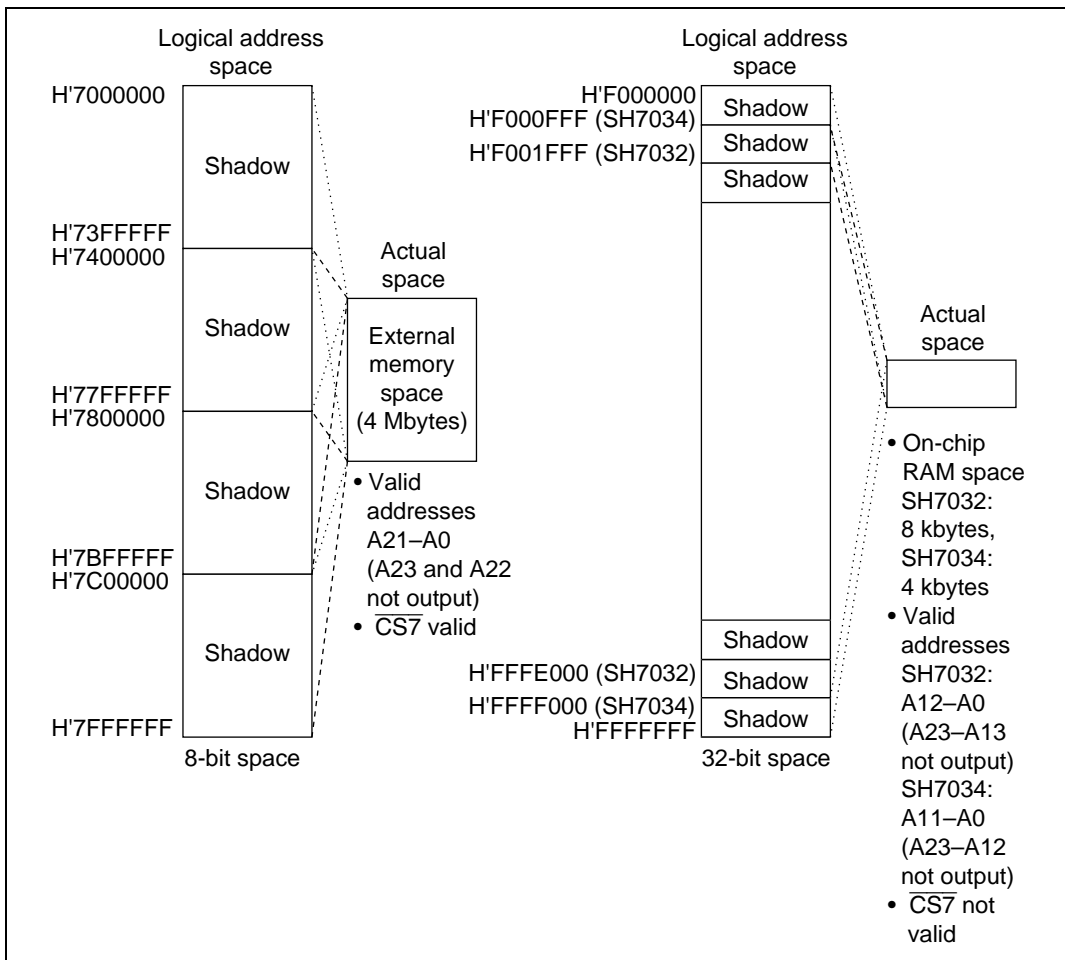 Logical address
space
H'7000000
Shadow
H'73FFFFF
H'7400000
Shadow
H'77FFFFF
H'7800000
Shadow
H'7BFFFFF
H'7C00000
Shadow
H'7FFFFFF
8-bit space
Actual
space
External
memory
space
(4 Mbytes)
• Valid
addresses
A21–A0
(A23 and A22
not output)
• C̅S̅7̅ valid
Logical address
space
H'F000000
Shadow
H'F000FFF (SH7034)
Shadow
H'F001FFF (SH7032)
Shadow
Shadow
H'FFFE000 (SH7032)
Shadow
H'FFFF000 (SH7034)
Shadow
H'FFFFFFF
32-bit space
Actual
space
• On-chip
RAM space
SH7032:
8 kbytes,
SH7034:
4 kbytes
• Valid
addresses
SH7032:
A12–A0
(A23–A13
not output)
SH7034:
A11–A0
(A23–A12
not output)
• C̅S̅7̅ not
valid